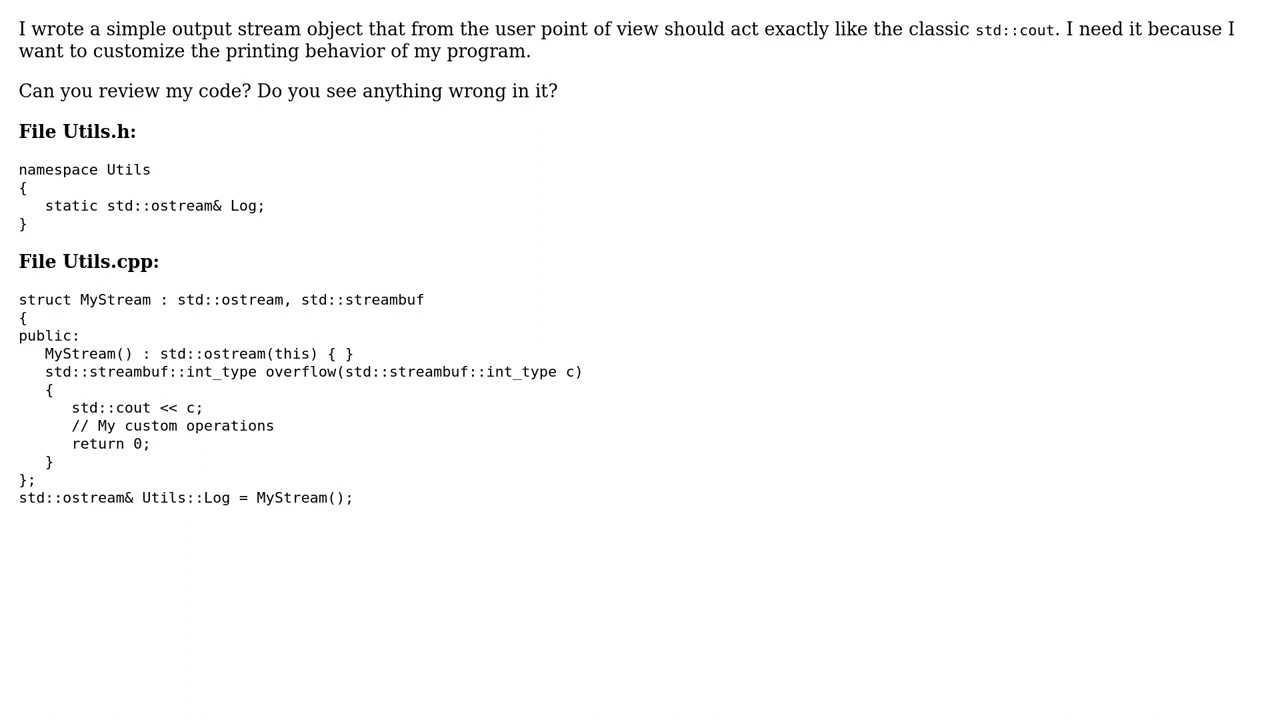 I wrote a simple output stream object that from the user point of view should act exactly like the classic std::cout. I need it because I
want to customize the printing behavior of my program.
Can you review my code? Do you see anything wrong in it?
File Utils.h:
namespace Utils
{
   static std::ostream& Log;
}
File Utils.cpp:
struct MyStream : std::ostream, std::streambuf
{
public:
   MyStream() : std::ostream(this) { }
   std::streambuf::int_type overflow(std::streambuf::int_type c)
   {
      std::cout << c;
      // My custom operations
      return 0;
   }
};
std::ostream& Utils::Log = MyStream();